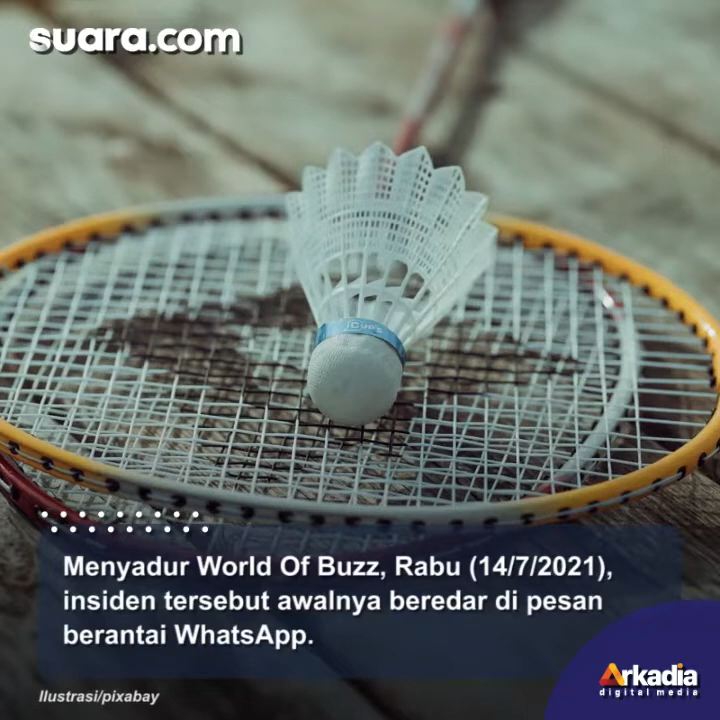 suara.com
Menyadur World Of Buzz, Rabu (14/7/2021),
insiden tersebut awalnya beredar di pesan
berantai WhatsApp.
Arkadia
digital media
Ilustrasi/pixabay